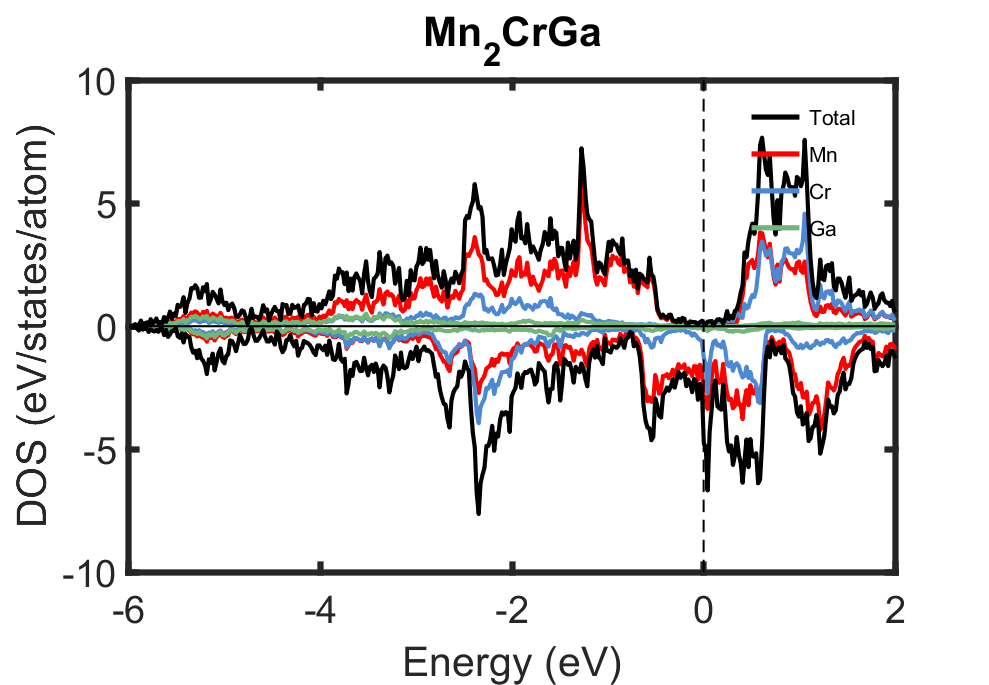 Mn2CrGa
10
5
0
-5
-10
DOS (eV/states/atom)
Total
Mn
Cr
Ga
-6
-4
-2
0
2
Energy (eV)